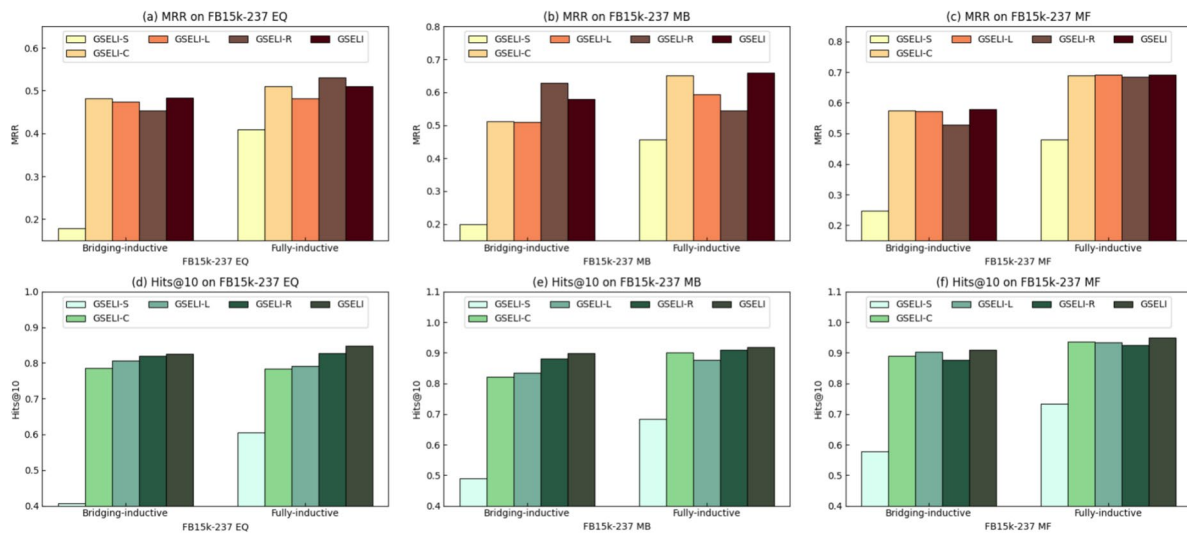 (a) MRR on FB15k-237 EQ
GSELI-S GSELI-L GSELI-R GSELI
GSELI-C
MRR
0.6
0.5
0.4
0.3
0.2
Bridging-inductive Fully-inductive
FB15k-237 EQ
(b) MRR on FB15k-237 MB
GSELI-S GSELI-L GSELI-R GSELI
GSELI-C
MRR
0.8
0.7
0.6
0.5
0.4
0.3
0.2
Bridging-inductive Fully-inductive
FB15k-237 MB
(c) MRR on FB15k-237 MF
GSELI-S GSELI-L GSELI-R GSELI
GSELI-C
MRR
0.8
0.7
0.6
0.5
0.4
0.3
0.2
Bridging-inductive Fully-inductive
FB15k-237 MF
(d) Hits@10 on FB15k-237 EQ
GSELI-S GSELI-L GSELI-R GSELI
GSELI-C
Hits@10
1.0
0.9
0.8
0.7
0.6
0.5
0.4
Bridging-inductive Fully-inductive
FB15k-237 EQ
(e) Hits@10 on FB15k-237 MB
GSELI-S GSELI-L GSELI-R GSELI
GSELI-C
Hits@10
1.1
1.0
0.9
0.8
0.7
0.6
0.5
0.4
Bridging-inductive Fully-inductive
FB15k-237 MB
(f) Hits@10 on FB15k-237 MF
GSELI-S GSELI-L GSELI-R GSELI
GSELI-C
Hits@10
1.1
1.0
0.9
0.8
0.7
0.6
0.5
0.4
Bridging-inductive Fully-inductive
FB15k-237 MF